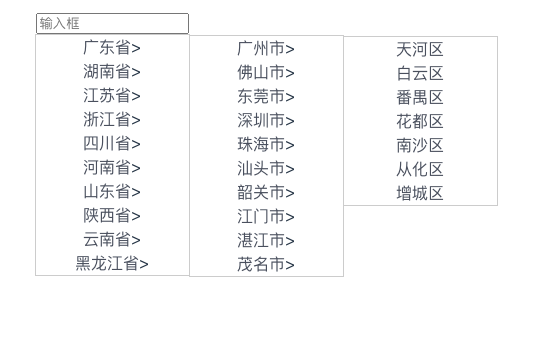 输入框
广东省>
湖南省>
江苏省>
浙江省>
四川省>
河南省>
山东省>
陕西省>
云南省>
黑龙江省>
广州市>
佛山市>
东莞市>
深圳市>
珠海市>
汕头市>
韶关市>
江门市>
湛江市>
茂名市>
天河区
白云区
番禺区
花都区
南沙区
从化区
增城区